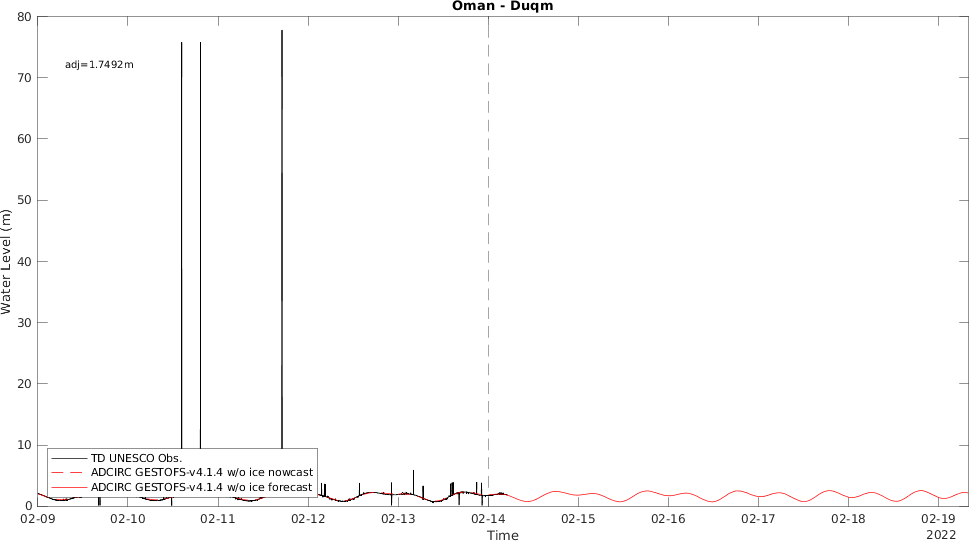 Oman - Duqm
80
adj=1.7492m
70
60
50
40
30
20
10
0
Water Level (m)
TD UNESCO Obs.
ADCIRC GESTOFS-v4.1.4 w/o ice nowcast
ADCIRC GESTOFS-v4.1.4 w/o ice forecast
02-09 02-10 02-11 02-12 02-13 02-14 02-15 02-16 02-17 02-18 02-19
2022
Time